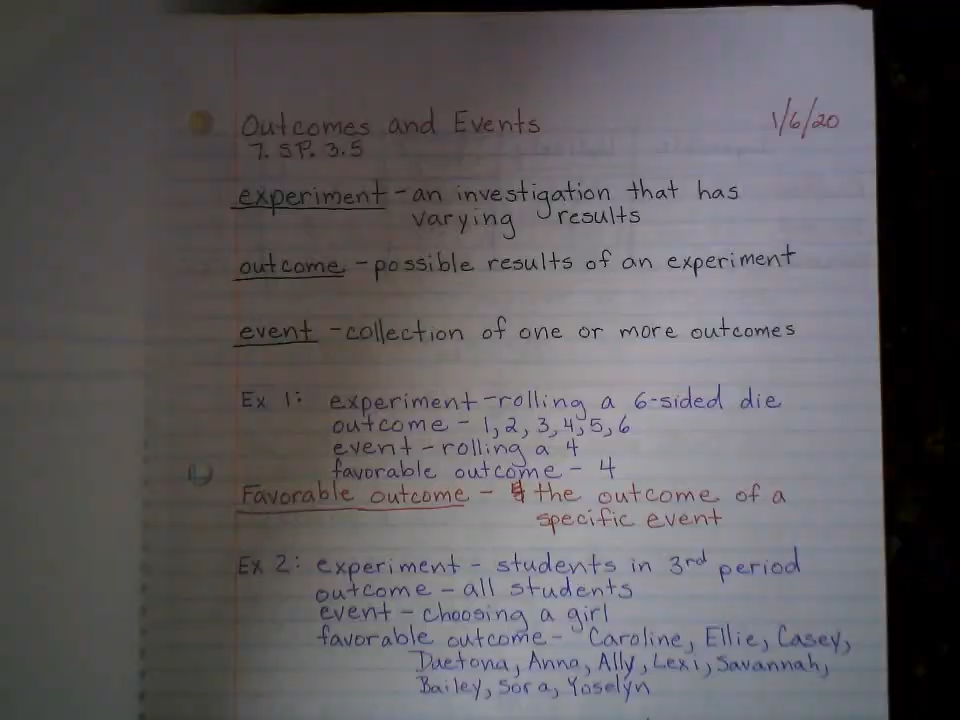 Outcomes and Events 1/6/20
7. SP. 3.5
experiment - an investigation that has
varying results
outcome - possible results of an experiment
event - collection of one or more outcomes
Ex 1: experiment - rolling a 6-sided die
outcome - 1, 2, 3, 4, 5, 6
event - rolling a 4
favorable outcome - 4
Favorable outcome - the outcome of a
specific event
Ex 2: experiment - students in 3rd period
outcome - all students
event - choosing a girl
favorable outcome - Caroline, Ellie, Casey,
Daetona, Anna, Ally, Lexi, Savannah,
Bailey, Sora, Yoselyn